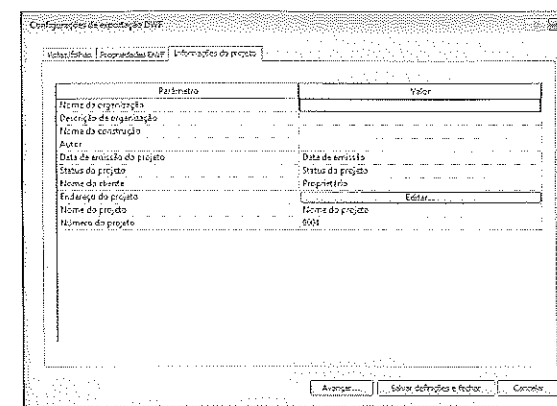 Configurações de exportação DWF
Vistas/folhas Propriedades DWF Informações do projeto
Parâmetro Valor
Nome da organização
Descrição da organização
Nome da construção
Autor
Data de emissão do projeto Data de emissão
Status do projeto Status do projeto
Nome do cliente Proprietário
Endereço do projeto Editar...
Nome do projeto Nome do projeto
Número do projeto 0001
Avançar... Salvar definições e fechar Cancelar